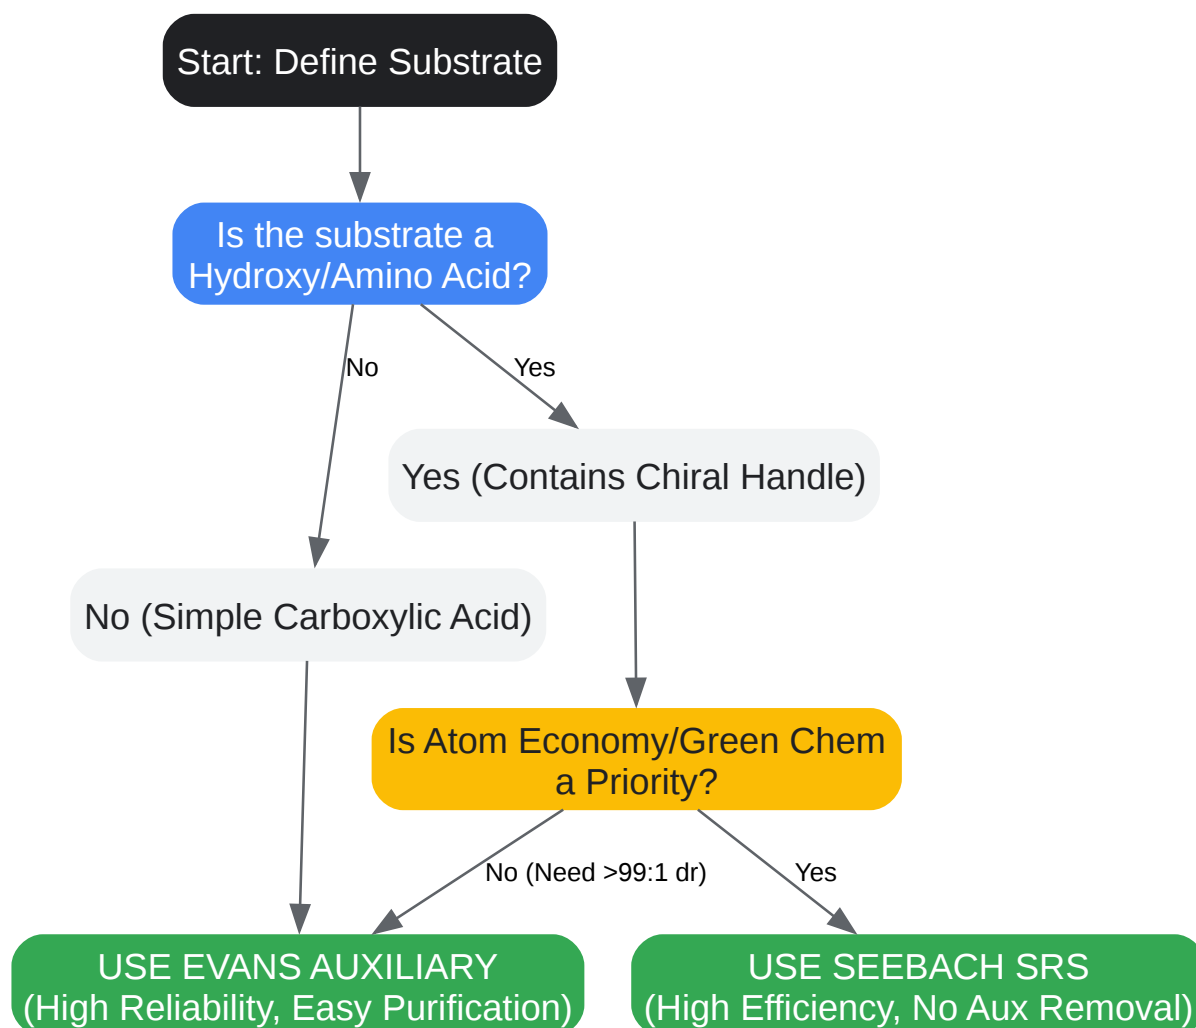 Start: Define Substrate
Is the substrate a
Hydroxy/Amino Acid?
No
Yes
Yes (Contains Chiral Handle)
No (Simple Carboxylic Acid)
Is Atom Economy/Green Chem
a Priority?
No (Need >99:1 dr)
Yes
USE EVANS AUXILIARY
(High Reliability, Easy Purification)
USE SEEBACH SRS
(High Efficiency, No Aux Removal)